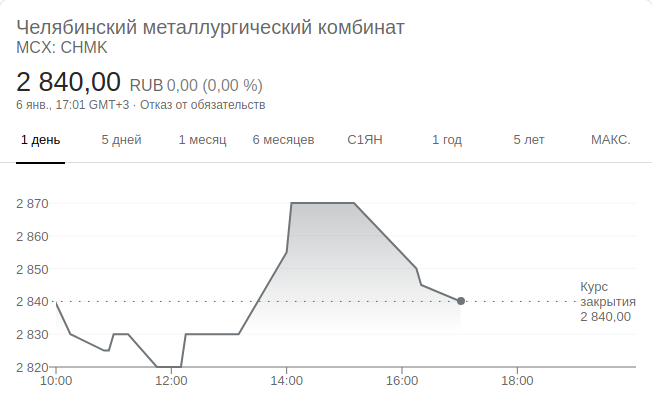 Челябинский металлургический комбинат
MCX: CHMK
2 840,00 RUB 0,00 (0,00 %)
6 янв., 17:01 GMT+3 · Отказ от обязательств
1 день 5 дней 1 месяц 6 месяцев С1ЯН 1 год 5 лет МАКС.
2 870
2 860
2 850
2 840
2 830
2 820
Курс
закрытия
2 840,00
10:00 12:00 14:00 16:00 18:00